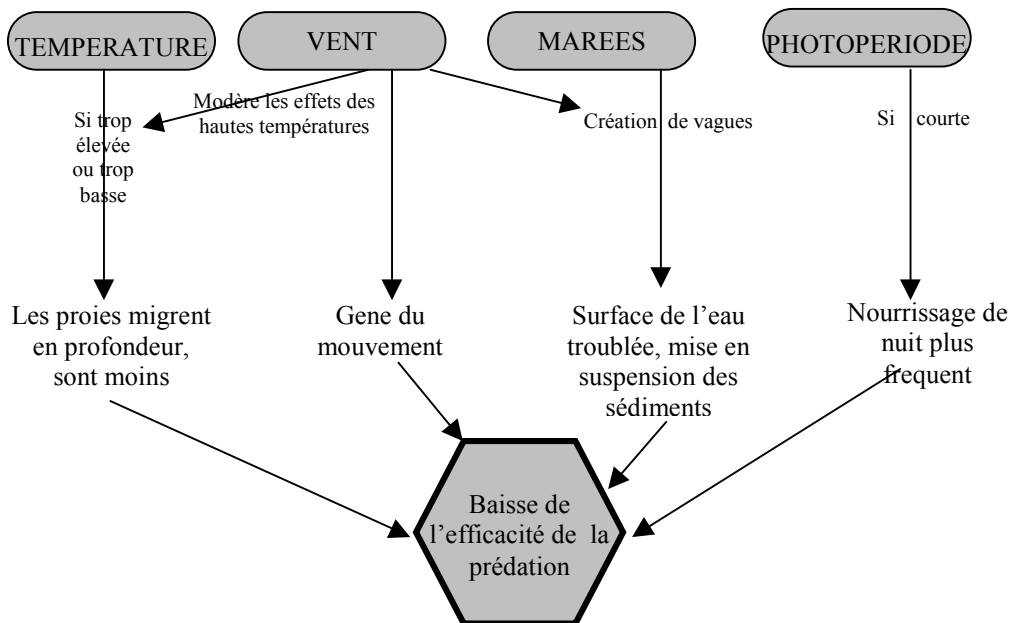 TEMPERATURE
VENT
MAREES
PHOTOPERIODE
Si trop
élevée
ou trop
basse
Modère les effets des
hautes températures
Création de vagues
Si courte
Les proies migrent
en profondeur,
sont moins
Gene du
mouvement
Surface de l’eau
troublée, mise en
suspension des
sédiments
Nourrissage de
nuit plus
frequent
Baisse de
l’efficacité de la
prédation